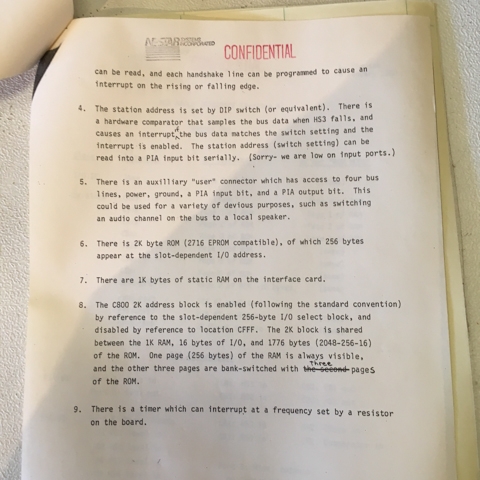 SYSTEMS
INCORPORATED
CONFIDENTIAL
can be read, and each handshake line can be programmed to cause an
interrupt on the rising or falling edge.
4. The station address is set by DIP switch (or equivalent). There is
a hardware comparator that samples the bus data when HS3 falls, and
causes an interrupt the bus data matches the switch setting and the
interrupt is enabled. The station address (switch setting) can be
read into a PIA input bit serially. (Sorry- we are low on input ports.)
5. There is an auxilliary "user" connector which has access to four bus
lines, power, ground, a PIA input bit, and a PIA output bit. This
could be used for a variety of devious purposes, such as switching
an audio channel on the bus to a local speaker.
6. There is 2K byte ROM (2716 EPROM compatible), of which 256 bytes
appear at the slot-dependent I/O address.
7. There are 1K bytes of static RAM on the interface card.
8. The C800 2K address block is enabled (following the standard convention)
by reference to the slot-dependent 256-byte I/O select block, and
disabled by reference to location CFFF. The 2K block is shared
between the 1K RAM, 16 bytes of I/O, and 1776 bytes (2048-256-16)
of the ROM. One page (256 bytes) of the RAM is always visible,
Three
and the other three pages are bank-switched with the second pages
of the ROM.
9. There is a timer which can interrupt at a frequency set by a resistor
on the board.